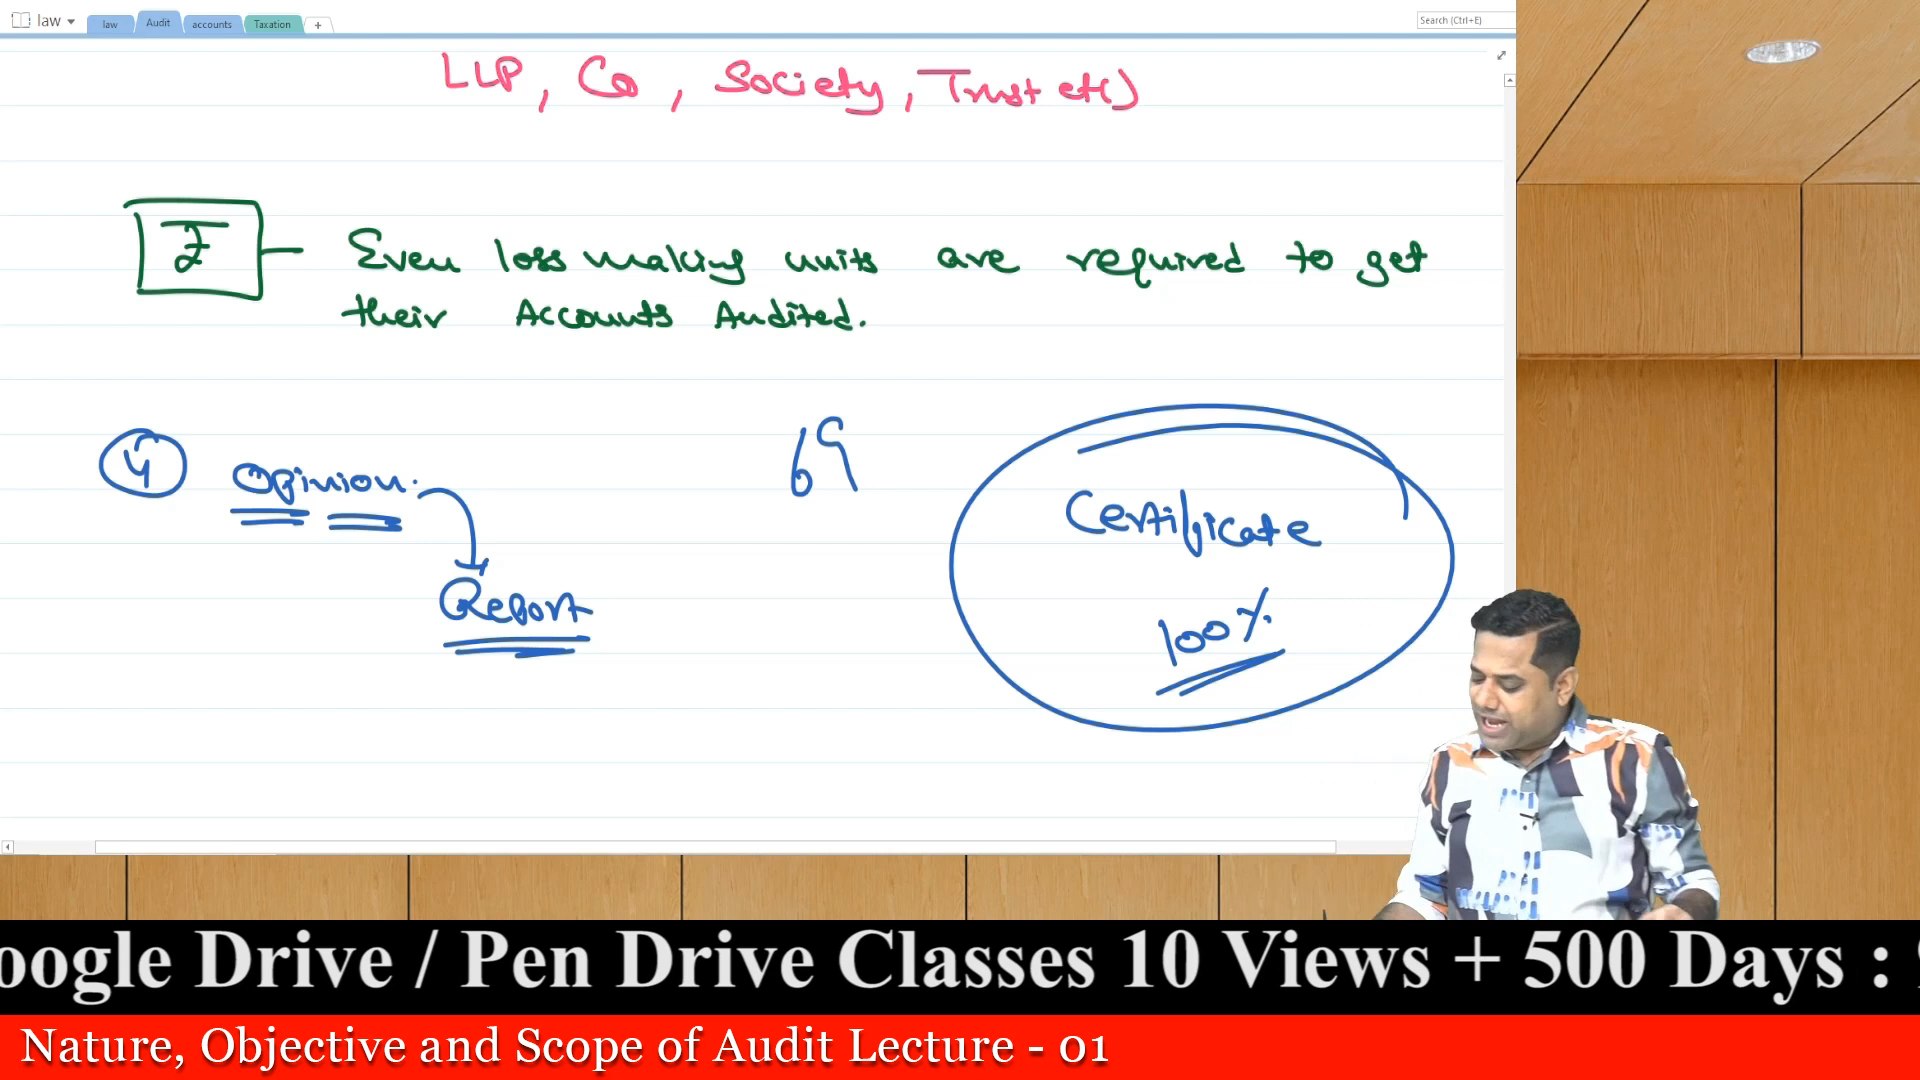 law law Audit accounts Taxation + Search (Ctrl+E)
LLP, Co, Society, Trust etc)
I — Even loss making units are required to get
their Accounts Audited.
4 Opinion.
69
Certificate
Report
100%
oogle Drive / Pen Drive Classes 10 Views + 500 Days :
Nature, Objective and Scope of Audit Lecture - 01